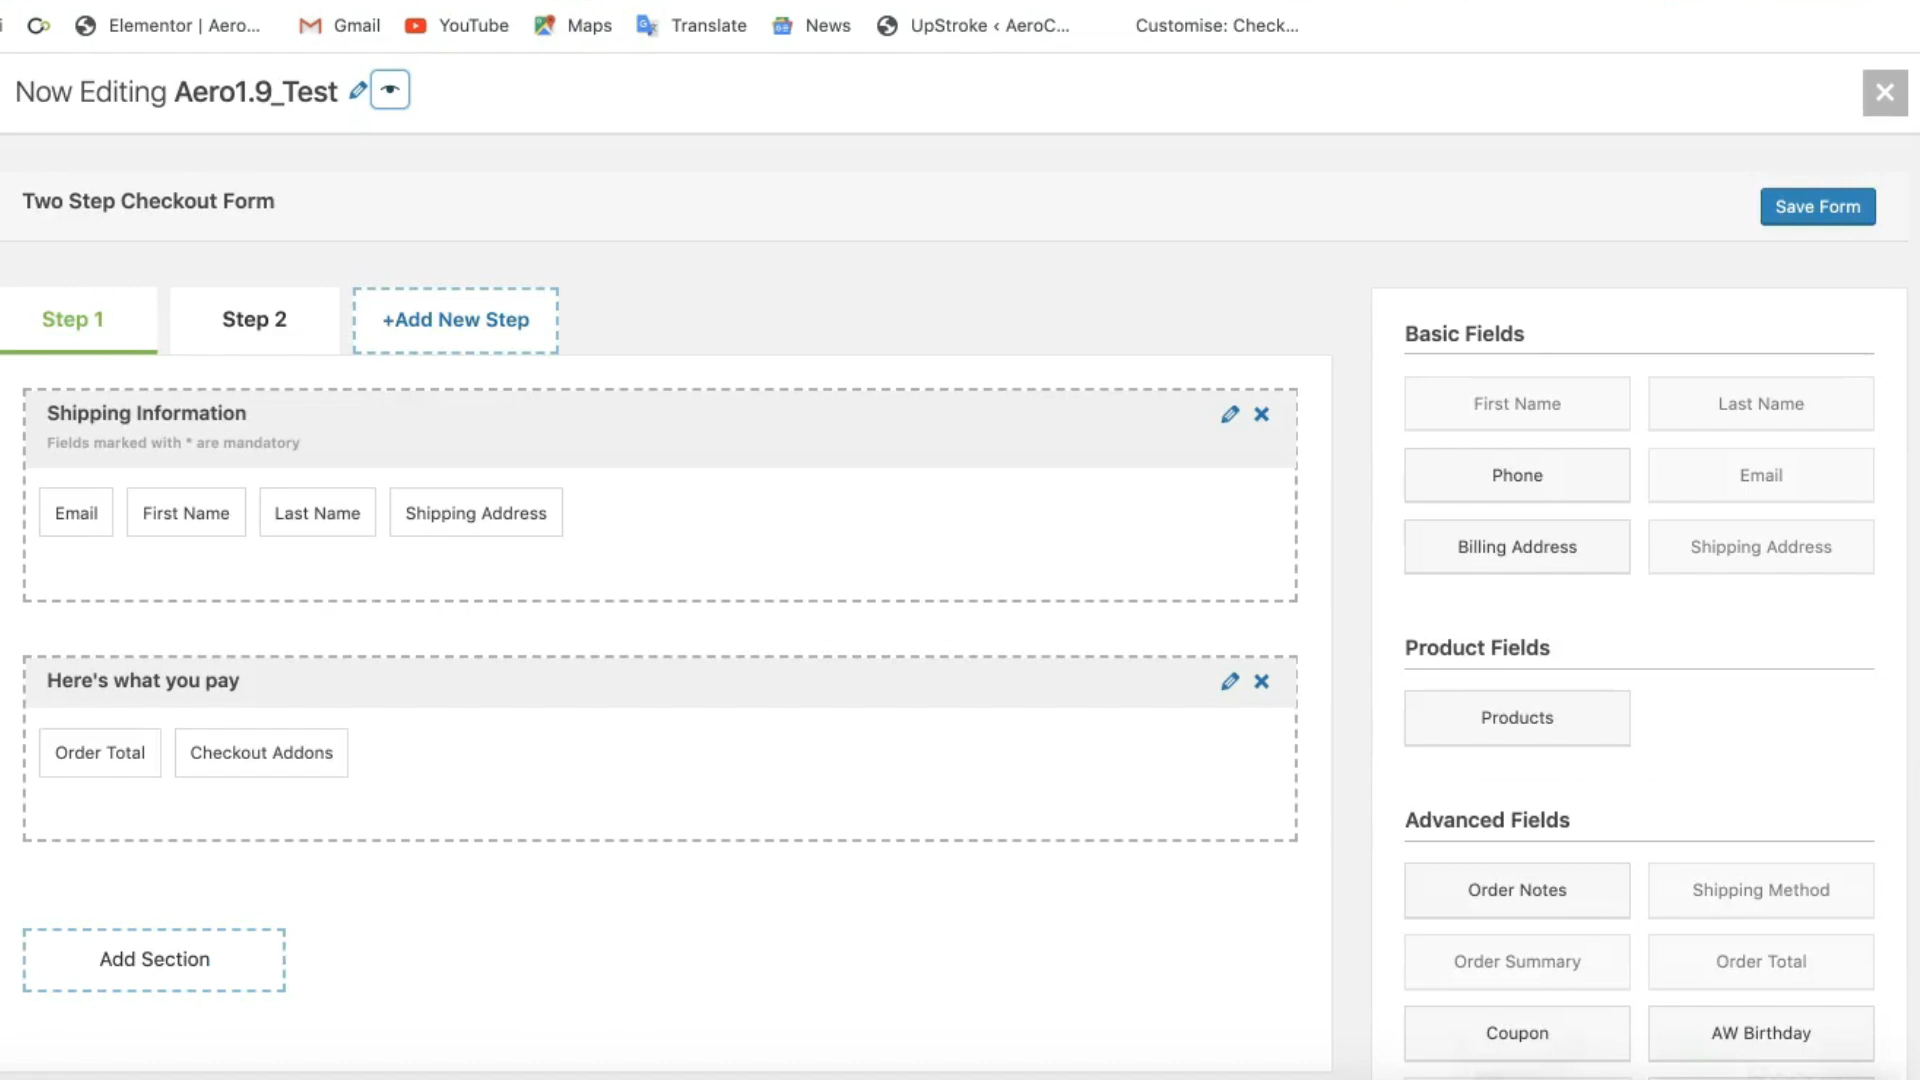 Elementor | Aero... Gmail YouTube Maps Translate News UpStroke < AeroC... Customise: Check...
Now Editing Aero1.9_Test
Two Step Checkout Form
Save Form
Step 1 Step 2 +Add New Step
Shipping Information
Fields marked with * are mandatory
Email First Name Last Name Shipping Address
Here's what you pay
Order Total Checkout Addons
Add Section
Basic Fields
First Name Last Name
Phone Email
Billing Address Shipping Address
Product Fields
Products
Advanced Fields
Order Notes Shipping Method
Order Summary Order Total
Coupon AW Birthday